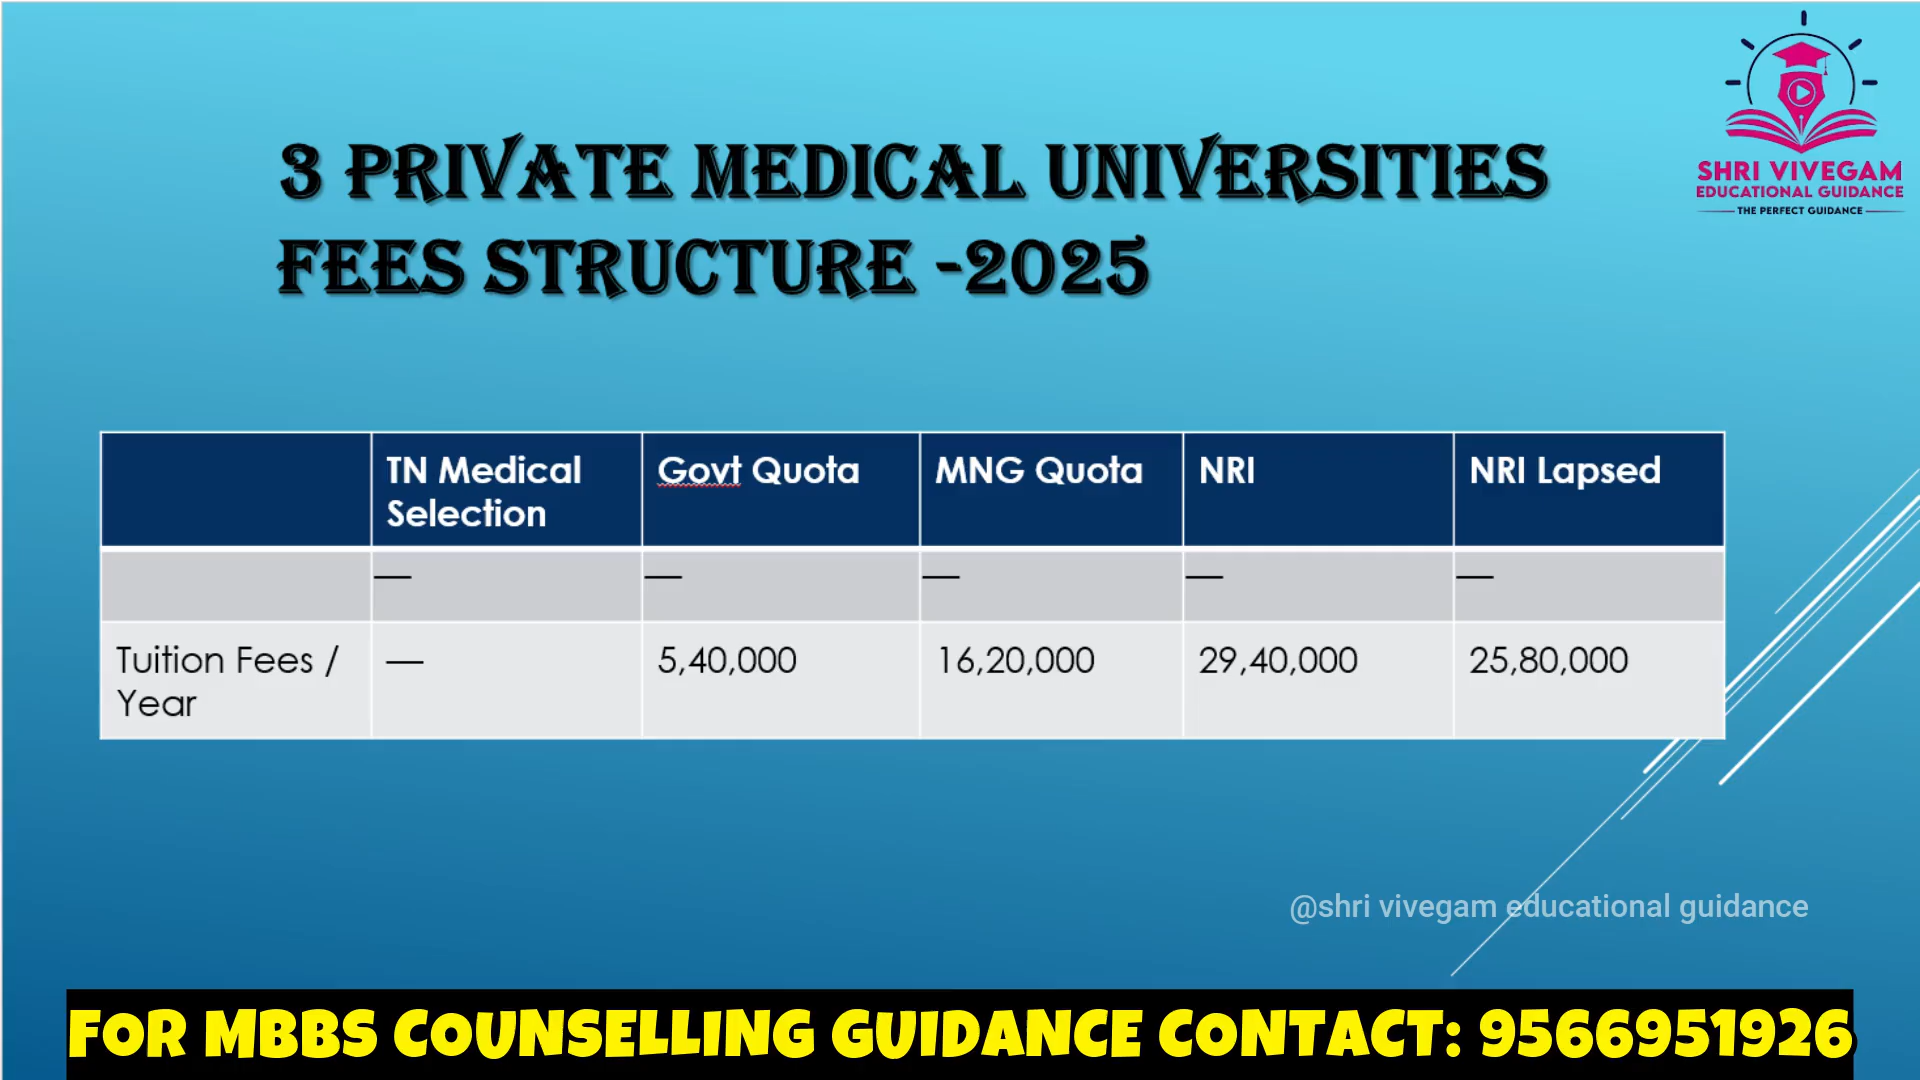 SHRI VIVEGAM
EDUCATIONAL GUIDANCE
THE PERFECT GUIDANCE
3 PRIVATE MEDICAL UNIVERSITIES
FEES STRUCTURE -2025
TN Medical Selection Govt Quota MNG Quota NRI NRI Lapsed
— — — — —
Tuition Fees / Year — 5,40,000 16,20,000 29,40,000 25,80,000
@shri vivegam educational guidance
FOR MBBS COUNSELLING GUIDANCE CONTACT: 9566951926